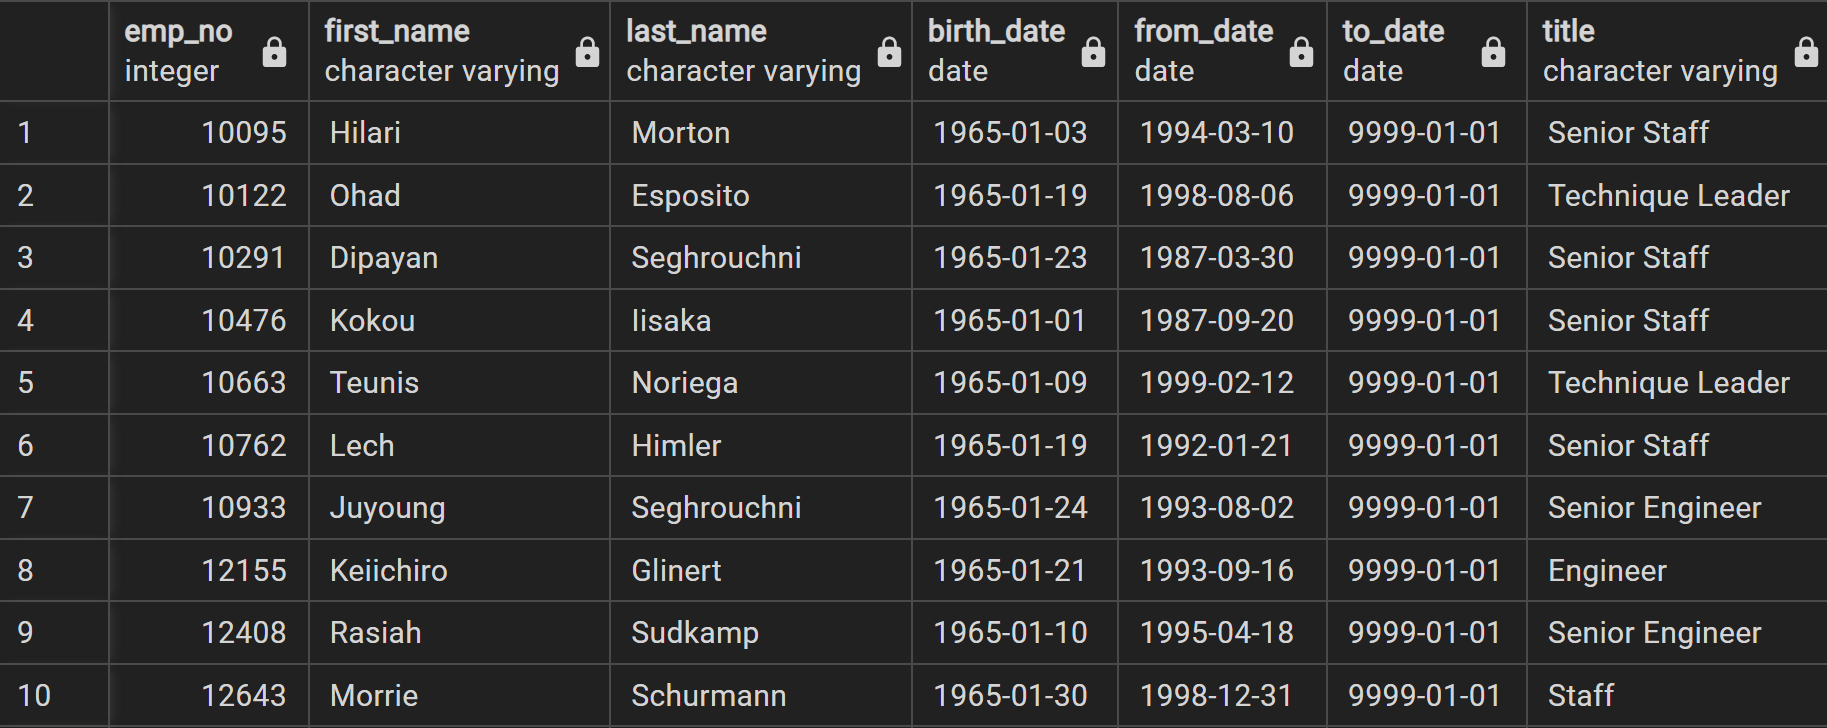 emp_no first_name last_name birth_date from_date to_date title
integer character varying character varying date date date character varying
1 10095 Hilari Morton 1965-01-03 1994-03-10 9999-01-01 Senior Staff
2 10122 Ohad Esposito 1965-01-19 1998-08-06 9999-01-01 Technique Leader
3 10291 Dipayan Seghrouchni 1965-01-23 1987-03-30 9999-01-01 Senior Staff
4 10476 Kokou Iisaka 1965-01-01 1987-09-20 9999-01-01 Senior Staff
5 10663 Teunis Noriega 1965-01-09 1999-02-12 9999-01-01 Technique Leader
6 10762 Lech Himler 1965-01-19 1992-01-21 9999-01-01 Senior Staff
7 10933 Juyoung Seghrouchni 1965-01-24 1993-08-02 9999-01-01 Senior Engineer
8 12155 Keiichiro Glinert 1965-01-21 1993-09-16 9999-01-01 Engineer
9 12408 Rasiah Sudkamp 1965-01-10 1995-04-18 9999-01-01 Senior Engineer
10 12643 Morrie Schurmann 1965-01-30 1998-12-31 9999-01-01 Staff